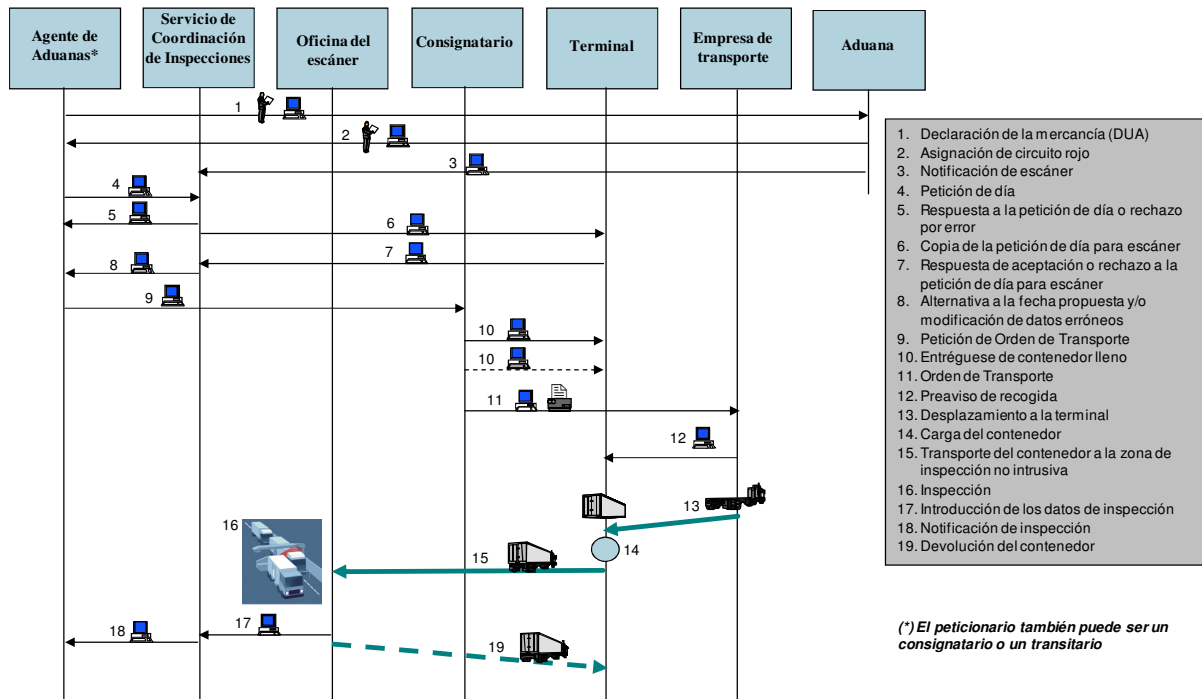 Agente de
Aduanas*
Servicio de
Coordinación
de Inspecciones
Oficina del
escáner
Consignatario
Terminal
Empresa de
transporte
Aduana
1
2
3
4
5
6
7
8
9
10
10
11
12
13
14
15
16
17
18
19
1. Declaración de la mercancía (DUA)
2. Asignación de circuito rojo
3. Notificación de escáner
4. Petición de día
5. Respuesta a la petición de día o rechazo
por error
6. Copia de la petición de día para escáner
7. Respuesta de aceptación o rechazo a la
petición de día para escáner
8. Alternativa a la fecha propuesta y/o
modificación de datos erróneos
9. Petición de Orden de Transporte
10. Entréguese de contenedor lleno
11. Orden de Transporte
12. Preaviso de recogida
13. Desplazamiento a la terminal
14. Carga del contenedor
15. Transporte del contenedor a la zona de
inspección no intrusiva
16. Inspección
17. Introducción de los datos de inspección
18. Notificación de inspección
19. Devolución del contenedor
(*) El peticionario también puede ser un
consignatario o un transitario